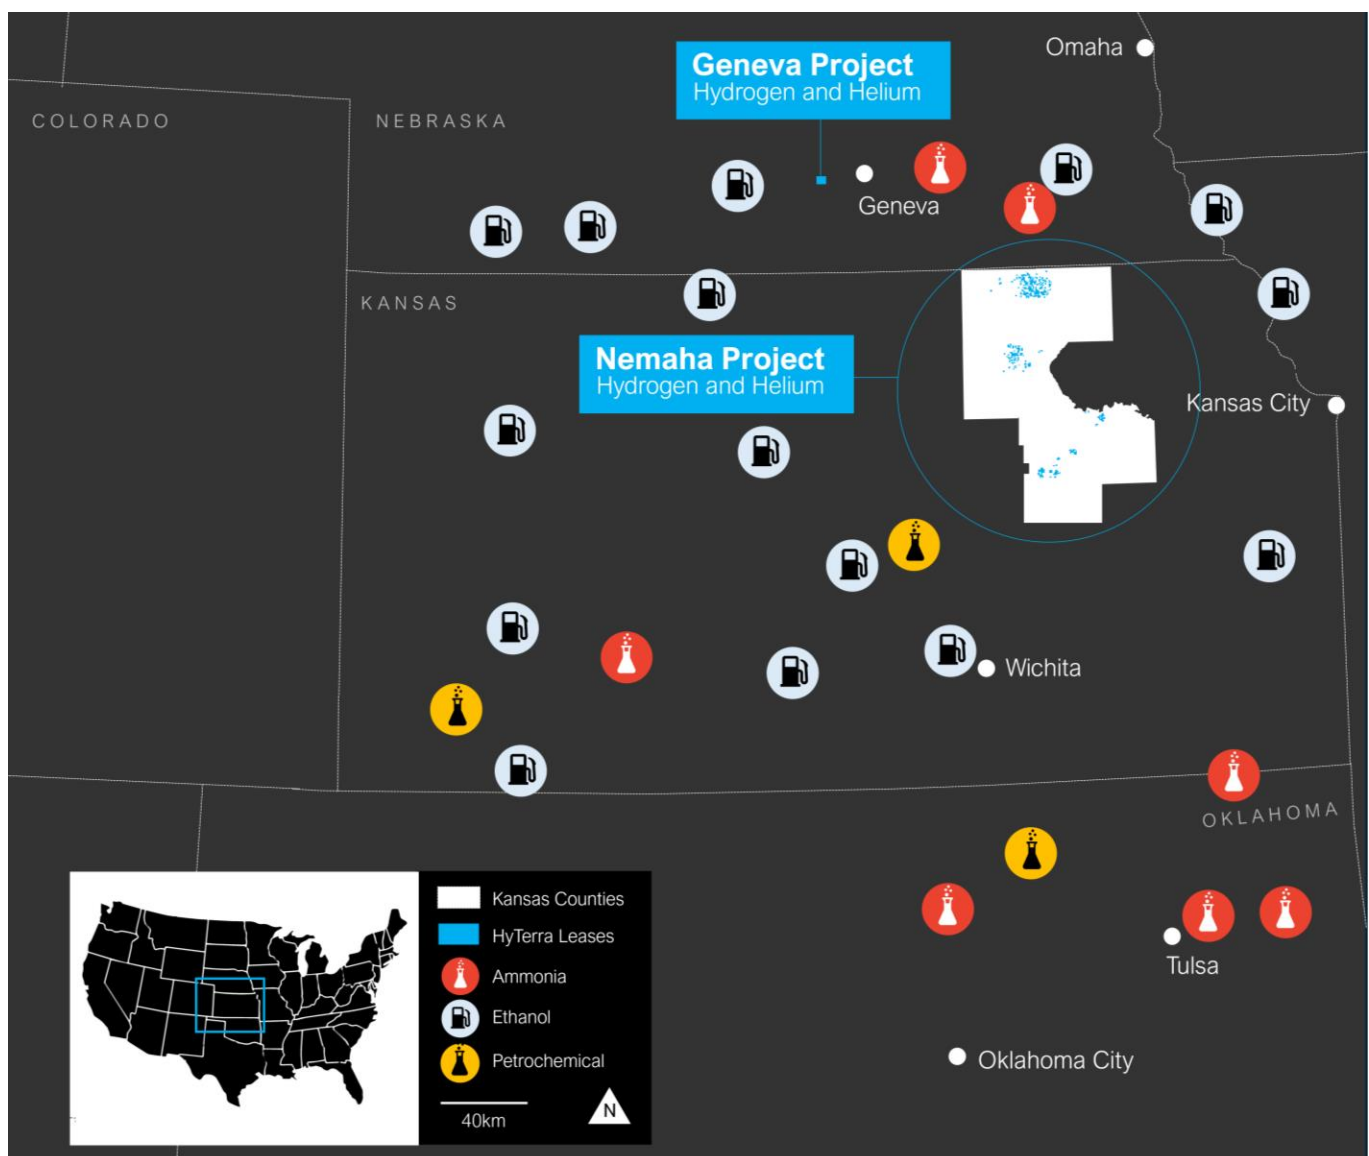 Omaha
Geneva Project
Hydrogen and Helium
COLORADO
NEBRASKA
Geneva
KANSAS
Nemaha Project
Hydrogen and Helium
Kansas City
Wichita
OKLAHOMA
Kansas Counties
HyTerra Leases
Ammonia
Ethanol
Petrochemical
40km
N
Tulsa
Oklahoma City